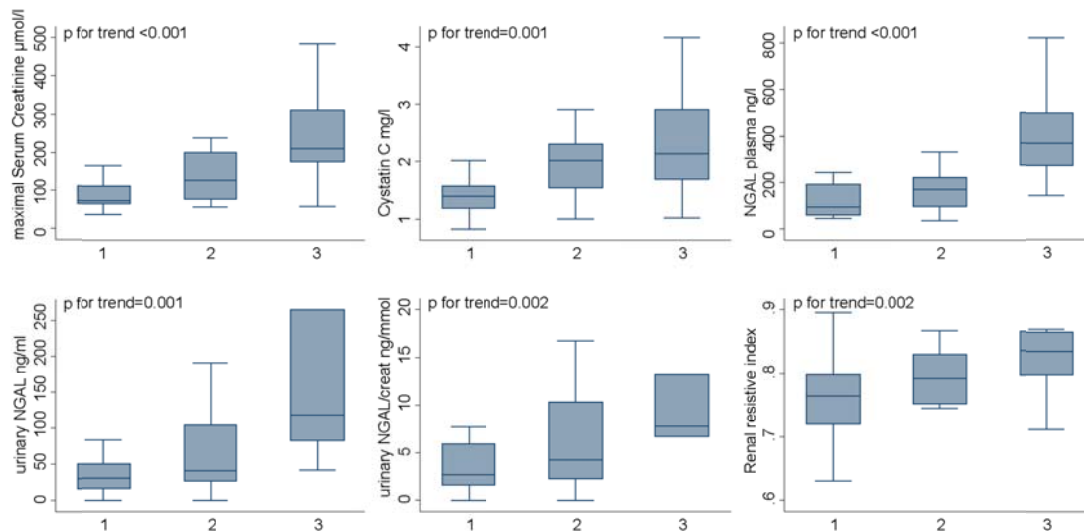 maximal Serum Creatinine µmol/l
0 100 200 300 400 500
p for trend <0.001
1 2 3
Cystatin C mg/l
1 2 3 4
p for trend=0.001
1 2 3
NGAL plasma ng/l
0 200 400 600 800
p for trend <0.001
1 2 3
urinary NGAL ng/ml
0 50 100 150 200 250
p for trend=0.001
1 2 3
urinary NGAL/creat ng/mmol
0 5 10 15 20
p for trend=0.002
1 2 3
Renal resistive index
.6 .7 .8 .9
p for trend=0.002
1 2 3